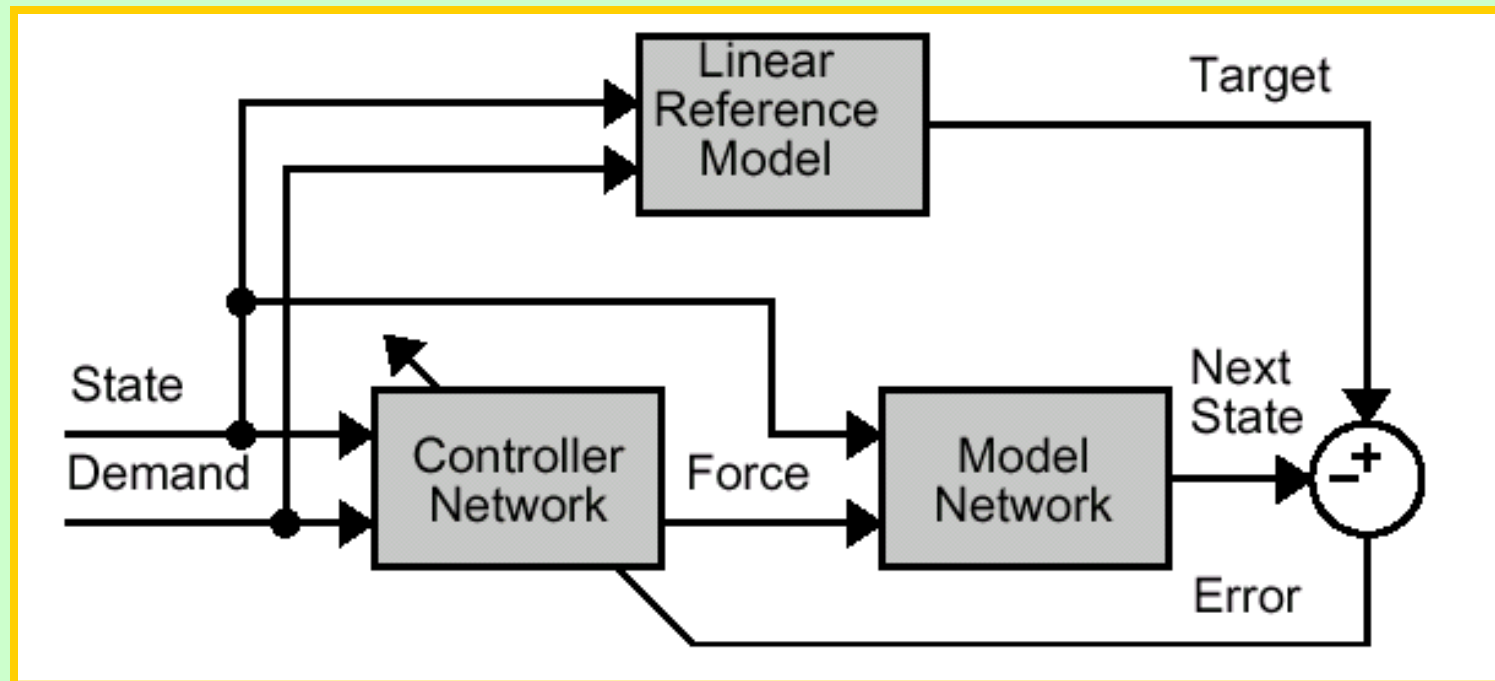 Linear
Reference
Model
Target
State
Demand
Controller
Network
Force
Model
Network
Next
State
+
−
Error